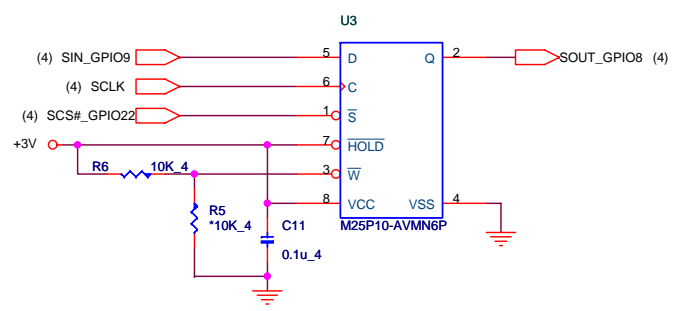 U3
(4) SIN_GPIO9 5 D Q 2 SOUT_GPIO8 (4)
(4) SCLK 6 C
(4) SCS#_GPIO22 1 S
+3V 7 HOLD
R6 10K_4 3 W
8 VCC VSS 4
R5
*10K_4
C11
0.1u_4
M25P10-AVMN6P